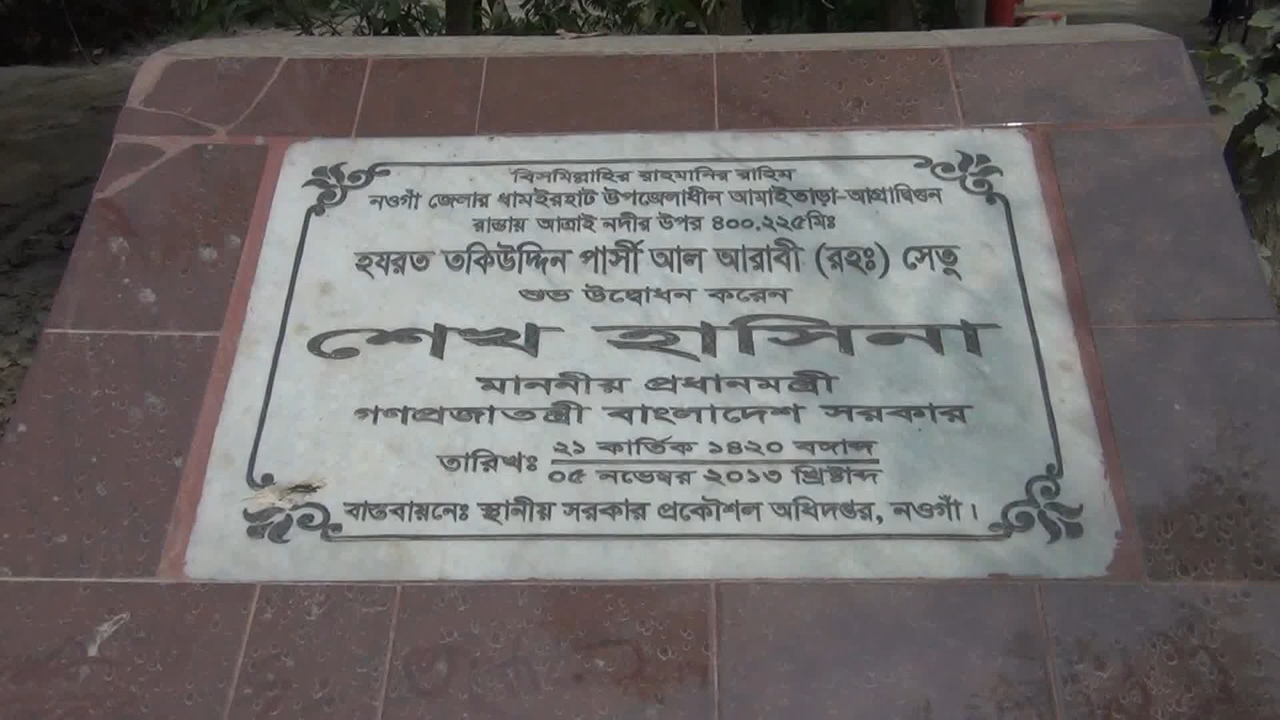 বিসমিল্লাহির রাহমানির রাহিম
নওগাঁ জেলার ধামইরহাট উপজেলাধীন আমাইতাড়া-আগ্রাদ্বিগুন
রাস্তায় আত্রাই নদীর উপর ৪০০.২২৫মিঃ
হযরত তকিউদ্দিন পার্সী আল আরাবী (রহঃ) সেতু
শুভ উদ্বোধন করেন
শেখ হাসিনা
মাননীয় প্রধানমন্ত্রী
গণপ্রজাতন্ত্রী বাংলাদেশ সরকার
তারিখঃ ২১ কার্তিক ১৪২০ বঙ্গাব্দ
০৫ নভেম্বর ২০১৩ খ্রিষ্টাব্দ
বাস্তবায়নেঃ স্থানীয় সরকার প্রকৌশল অধিদপ্তর, নওগাঁ।